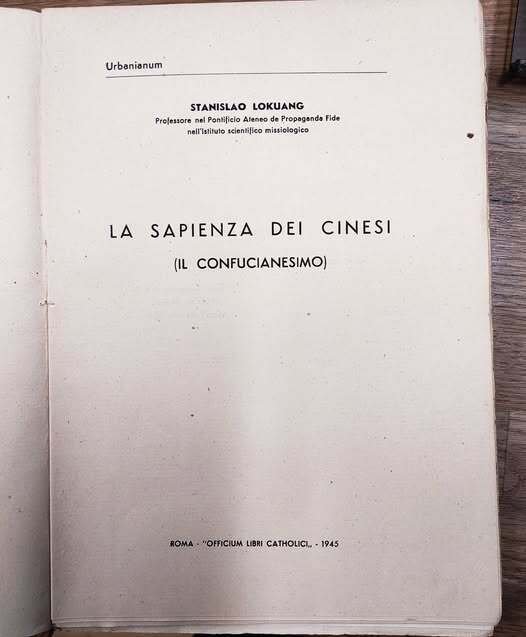 Urbanianum
STANISLAO LOKUANG
Professore nel Pontificio Ateneo de Propaganda Fide
nell'Istituto scientifico missiologico
LA SAPIENZA DEI CINESI
(IL CONFUCIANESIMO)
ROMA - "OFFICIUM LIBRI CATHOLICI„ - 1945